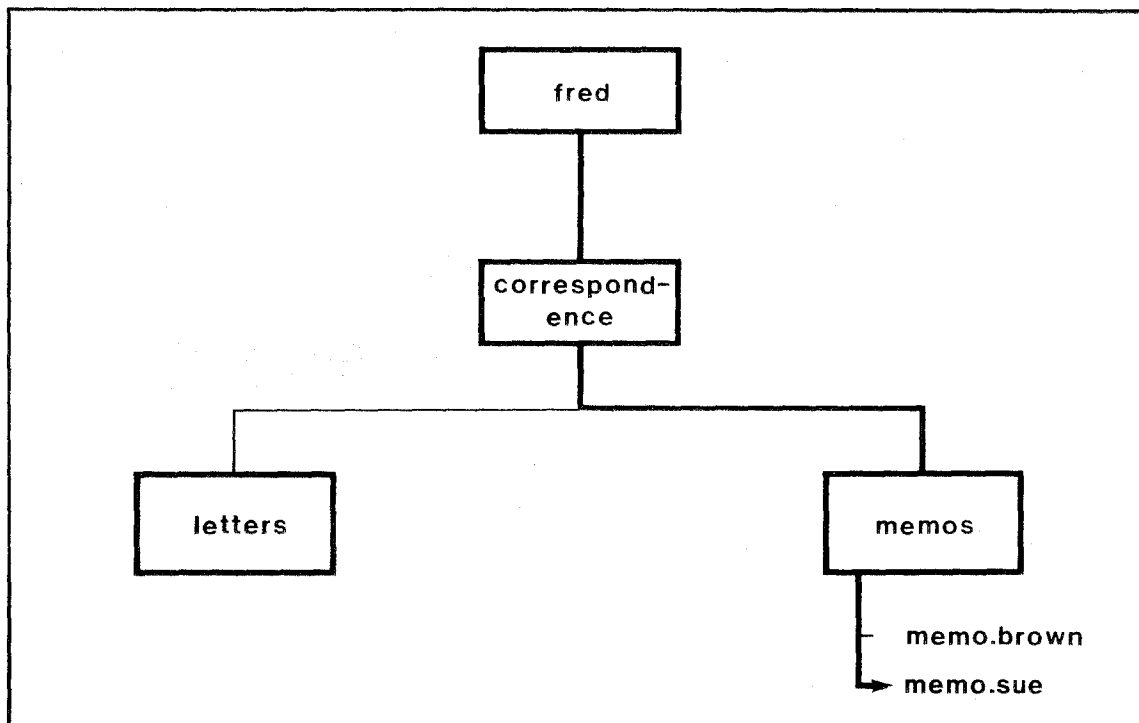 fred
correspond-
ence
letters
memos
memo.brown
memo.sue